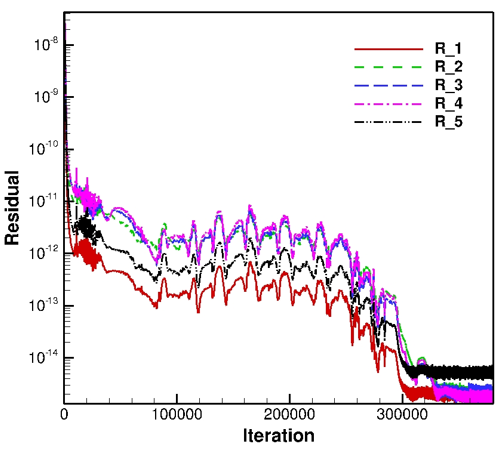 10^-8
10^-9
10^-10
10^-11
10^-12
10^-13
10^-14
Residual
R_1
R_2
R_3
R_4
R_5
0 100000 200000 300000
Iteration